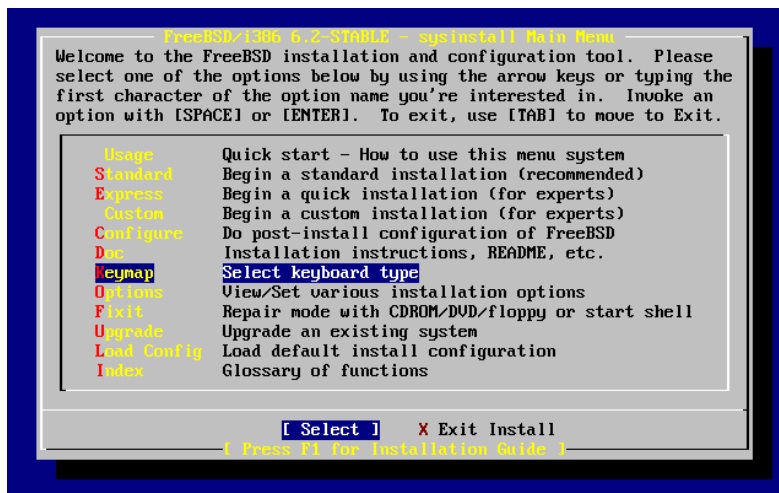 FreeBSD/i386 6.2-STABLE - sysinstall Main Menu
Welcome to the FreeBSD installation and configuration tool.  Please
select one of the options below by using the arrow keys or typing the
first character of the option name you're interested in.  Invoke an
option with [SPACE] or [ENTER].  To exit, use [TAB] to move to Exit.
Usage Quick start - How to use this menu system
Standard Begin a standard installation (recommended)
Express Begin a quick installation (for experts)
Custom Begin a custom installation (for experts)
Configure Do post-install configuration of FreeBSD
Doc Installation instructions, README, etc.
Keymap Select keyboard type
Options View/Set various installation options
Fixit Repair mode with CDROM/DVD/floppy or start shell
Upgrade Upgrade an existing system
Load Config Load default install configuration
Index Glossary of functions
[ Select ] X Exit Install
[ Press F1 for Installation Guide ]